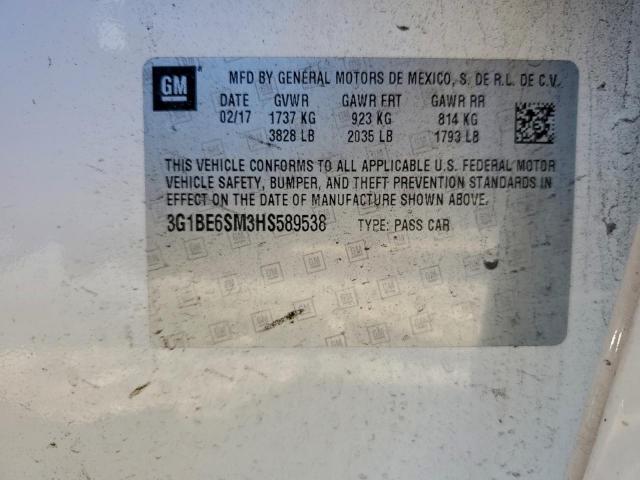 GM
MFD BY GENERAL MOTORS DE MEXICO, S. DE R.L. DE C.V.
DATE GVWR GAWR FRT GAWR RR
02/17 1737 KG 923 KG 814 KG
3828 LB 2035 LB 1793 LB
THIS VEHICLE CONFORMS TO ALL APPLICABLE U.S. FEDERAL MOTOR
VEHICLE SAFETY, BUMPER, AND THEFT PREVENTION STANDARDS IN
EFFECT ON THE DATE OF MANUFACTURE SHOWN ABOVE.
3G1BE6SM3HS589538 TYPE: PASS CAR